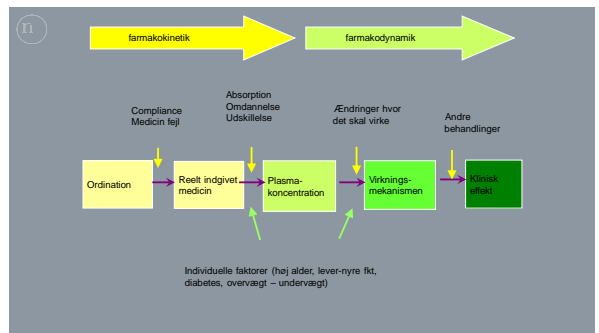 n
farmakokinetik
farmakodynamik
Compliance
Medicin fejl
Absorption
Omdannelse
Udskillelse
Ændringer hvor
det skal virke
Andre
behandlinger
Ordination
Reelt indgivet
medicin
Plasma-
koncentration
Virknings-
mekanismen
Klinisk
effekt
Individuelle faktorer (høj alder, lever-nyre fkt,
diabetes, overvægt – undervægt)